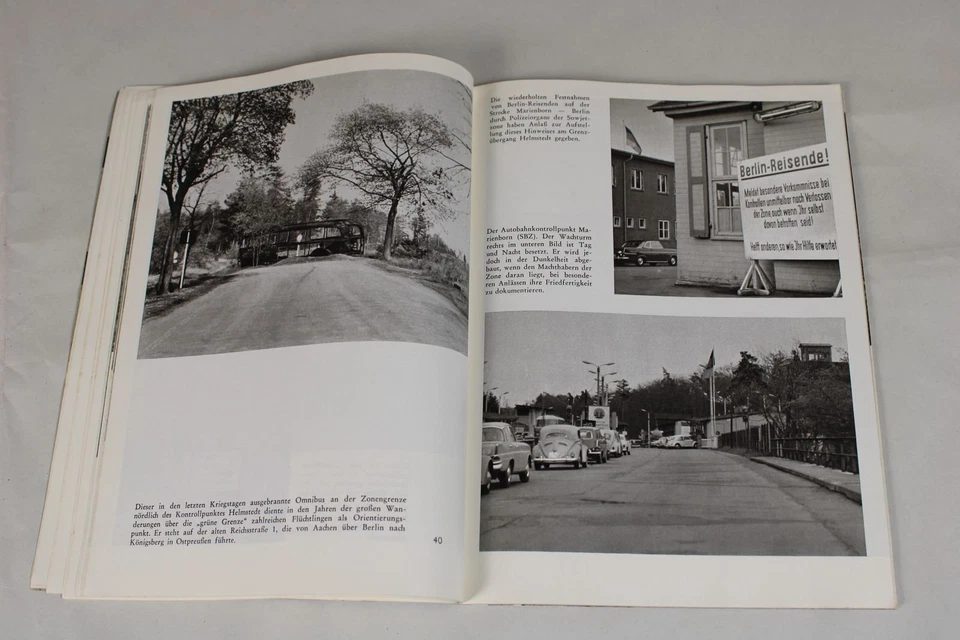 Dieser in den letzten Kriegstagen ausgebrannte Omnibus an der Zonengrenze
nördlich des Kontrollpunktes Helmstedt diente in den Jahren der großen Wan-
derungen über die „grüne Grenze" zahlreichen Flüchtlingen als Orientierungs-
punkt. Er steht auf der alten Reichsstraße 1, die von Aachen über Berlin nach
Königsberg in Ostpreußen führte.
40
Die wiederholten Festnahmen
von Berlin-Reisenden auf der
Strecke Marienborn — Berlin
durch Polizeiorgane der Sowjet-
zone haben Anlaß zur Aufstel-
lung dieses Hinweises am Grenz-
übergang Helmstedt gegeben.
Berlin-Reisende!
Meldet besondere Vorkommnisse bei
Kontrollen unmittelbar nach Verlassen
der Zone auch wenn Ihr selbst
davon betroffen seid!
Helft anderen, so wie Ihr Hilfe erwartet
Der Autobahnkontrollpunkt Ma-
rienborn (SBZ). Der Wachturm
rechts im unteren Bild ist Tag
und Nacht besetzt. Er wird je-
doch in der Dunkelheit abge-
baut, wenn den Machthabern der
Zone daran liegt, bei besonde-
ren Anlässen ihre Friedfertigkeit
zu dokumentieren.